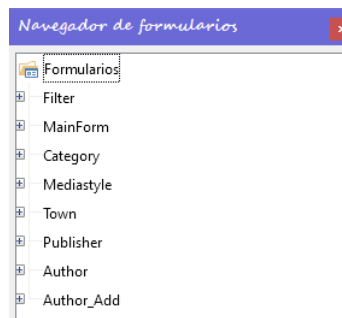 Navegador de formularios
Formularios
Filter
MainForm
Category
Mediastyle
Town
Publisher
Author
Author_Add